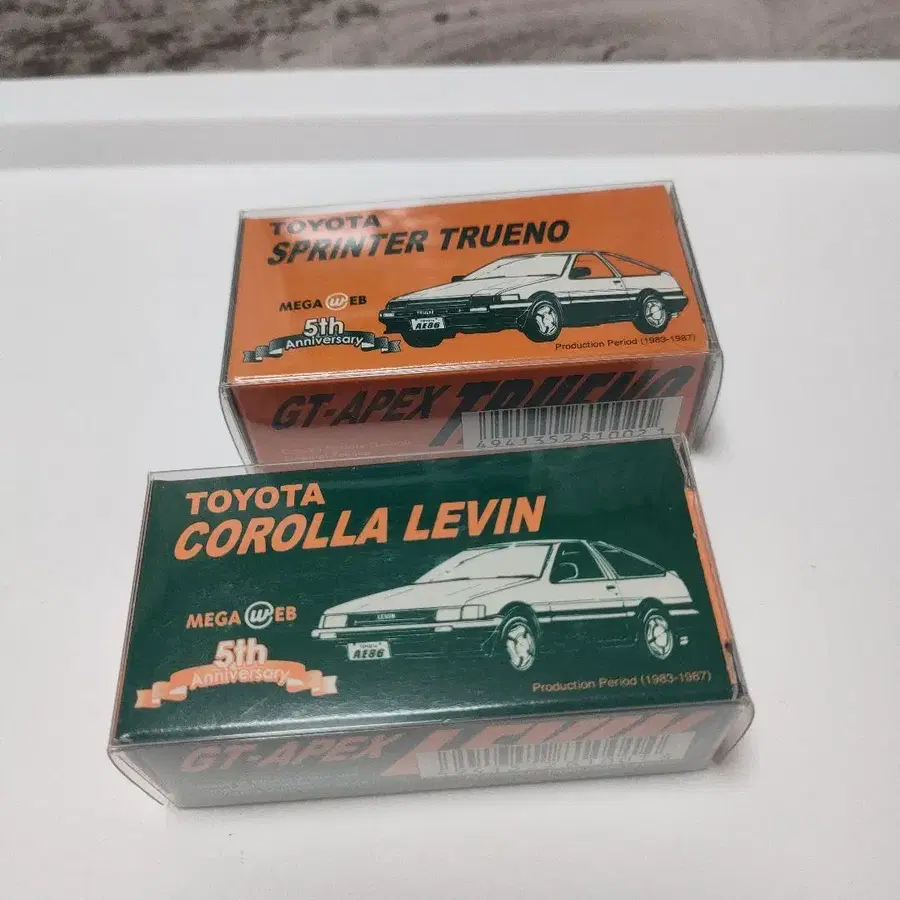 TOYOTA
SPRINTER TRUENO
MEGA WEB
5th
Anniversary
AE86
Production Period (1983-1987)
GT-APEX TRUENO
4941352810021
TOYOTA
COROLLA LEVIN
MEGA WEB
5th
Anniversary
LEVIN
AE86
Production Period (1983-1987)
GT-APEX LEVIN